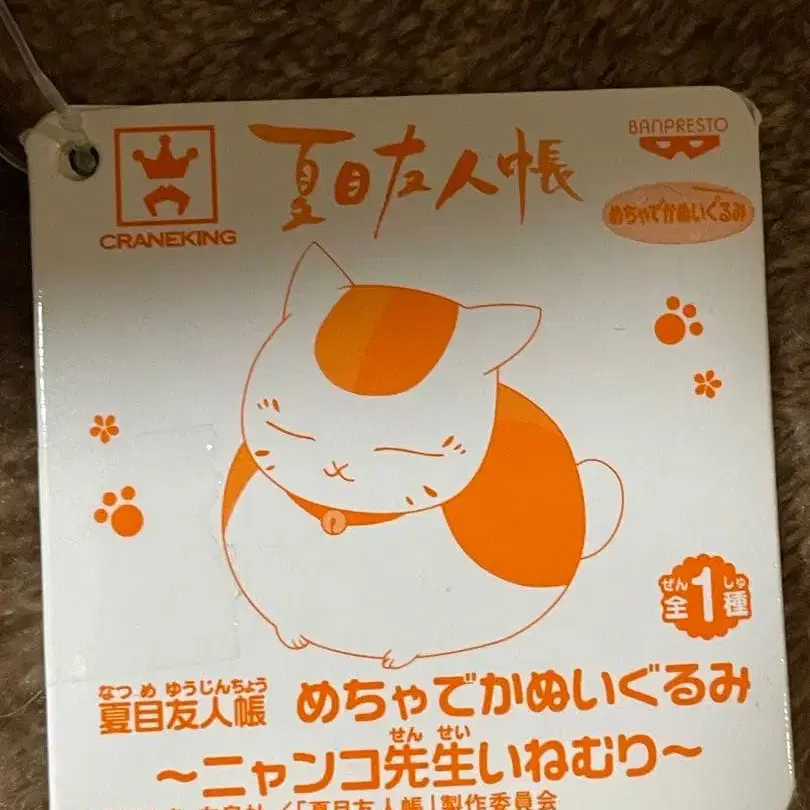 CRANEKING
夏目友人帳
BANPRESTO
めちゃでかぬいぐるみ
ぜん しゅ
全1種
なつ め ゆうじんちょう
夏目友人帳 めちゃでかぬいぐるみ
せん せい
~ニャンコ先生いねむり~
/「夏目友人帳」製作委員会